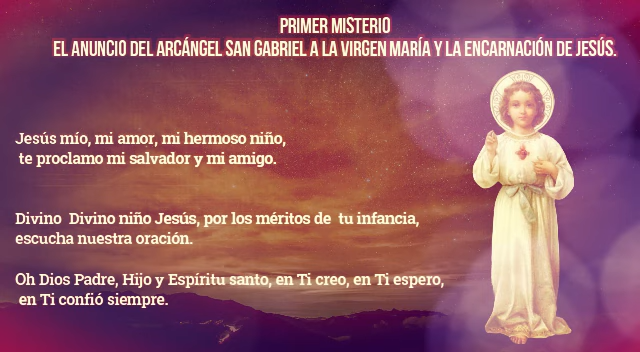 PRIMER MISTERIO
EL ANUNCIO DEL ARCÁNGEL SAN GABRIEL A LA VIRGEN MARÍA Y LA ENCARNACIÓN DE JESÚS.
Jesús mío, mi amor, mi hermoso niño,
te proclamo mi salvador y mi amigo.
Divino Divino niño Jesús, por los méritos de tu infancia,
escucha nuestra oración.
Oh Dios Padre, Hijo y Espíritu santo, en Ti creo, en Ti espero,
en Ti confió siempre.